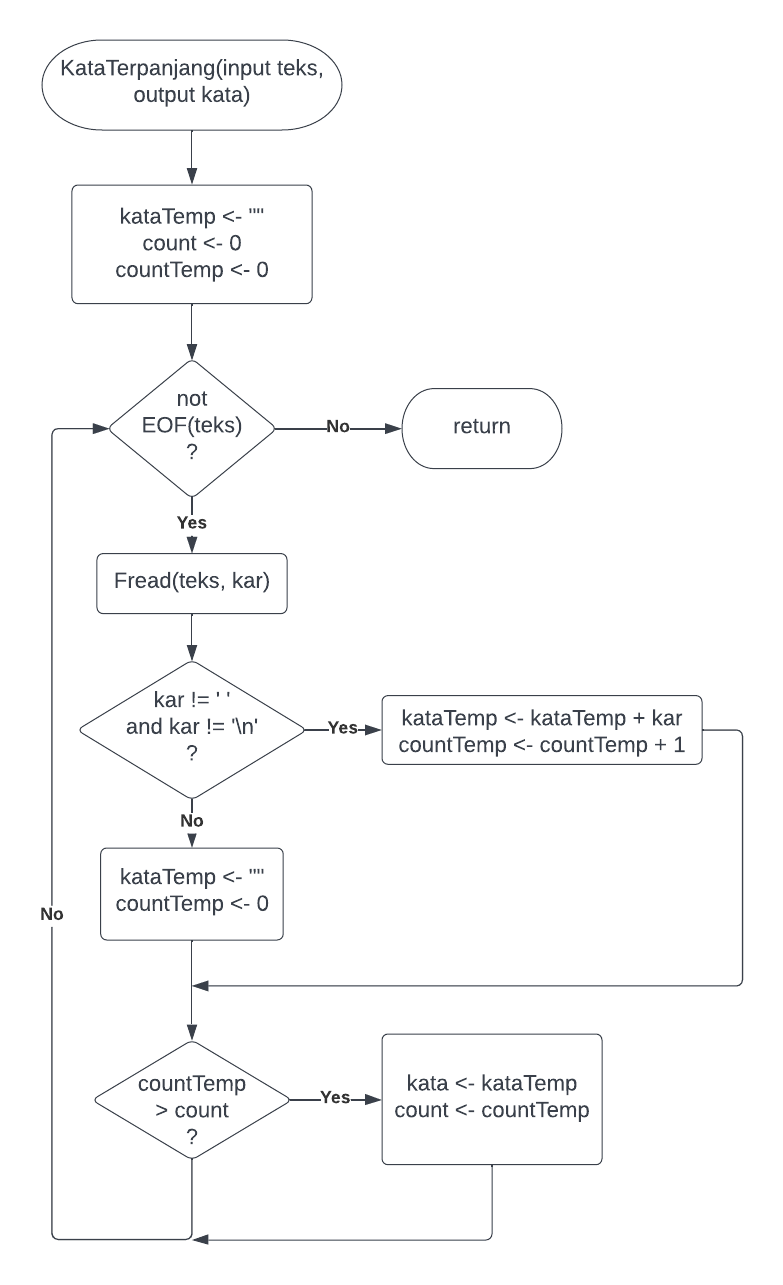 KataTerpanjang(input teks,
output kata)
kataTemp <- ""
count <- 0
countTemp <- 0
not
EOF(teks)
?
No
return
Yes
Fread(teks, kar)
kar != ' '
and kar != '\n'
?
Yes
kataTemp <- kataTemp + kar
countTemp <- countTemp + 1
No
kataTemp <- ""
countTemp <- 0
No
countTemp
> count
?
Yes
kata <- kataTemp
count <- countTemp